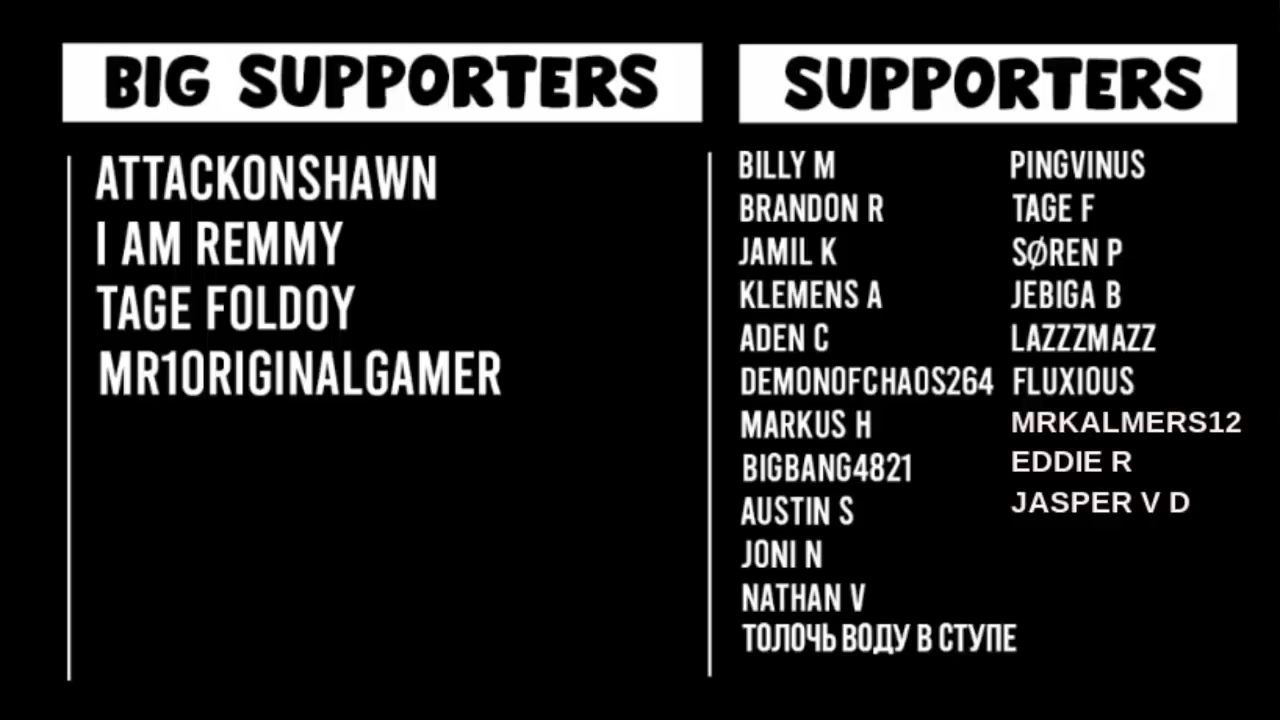 BIG SUPPORTERS
ATTACKONSHAWN
I AM REMMY
TAGE FOLDOY
MR1ORIGINALGAMER
SUPPORTERS
BILLY M
BRANDON R
JAMIL K
KLEMENS A
ADEN C
DEMONOFCHAOS264
MARKUS H
BIGBANG4821
AUSTIN S
JONI N
NATHAN V
ТОЛОЧЬ ВОДУ В СТУПЕ
PINGVINUS
TAGE F
SØREN P
JEBIGA B
LAZZZMAZZ
FLUXIOUS
MRKALMERS12
EDDIE R
JASPER V D